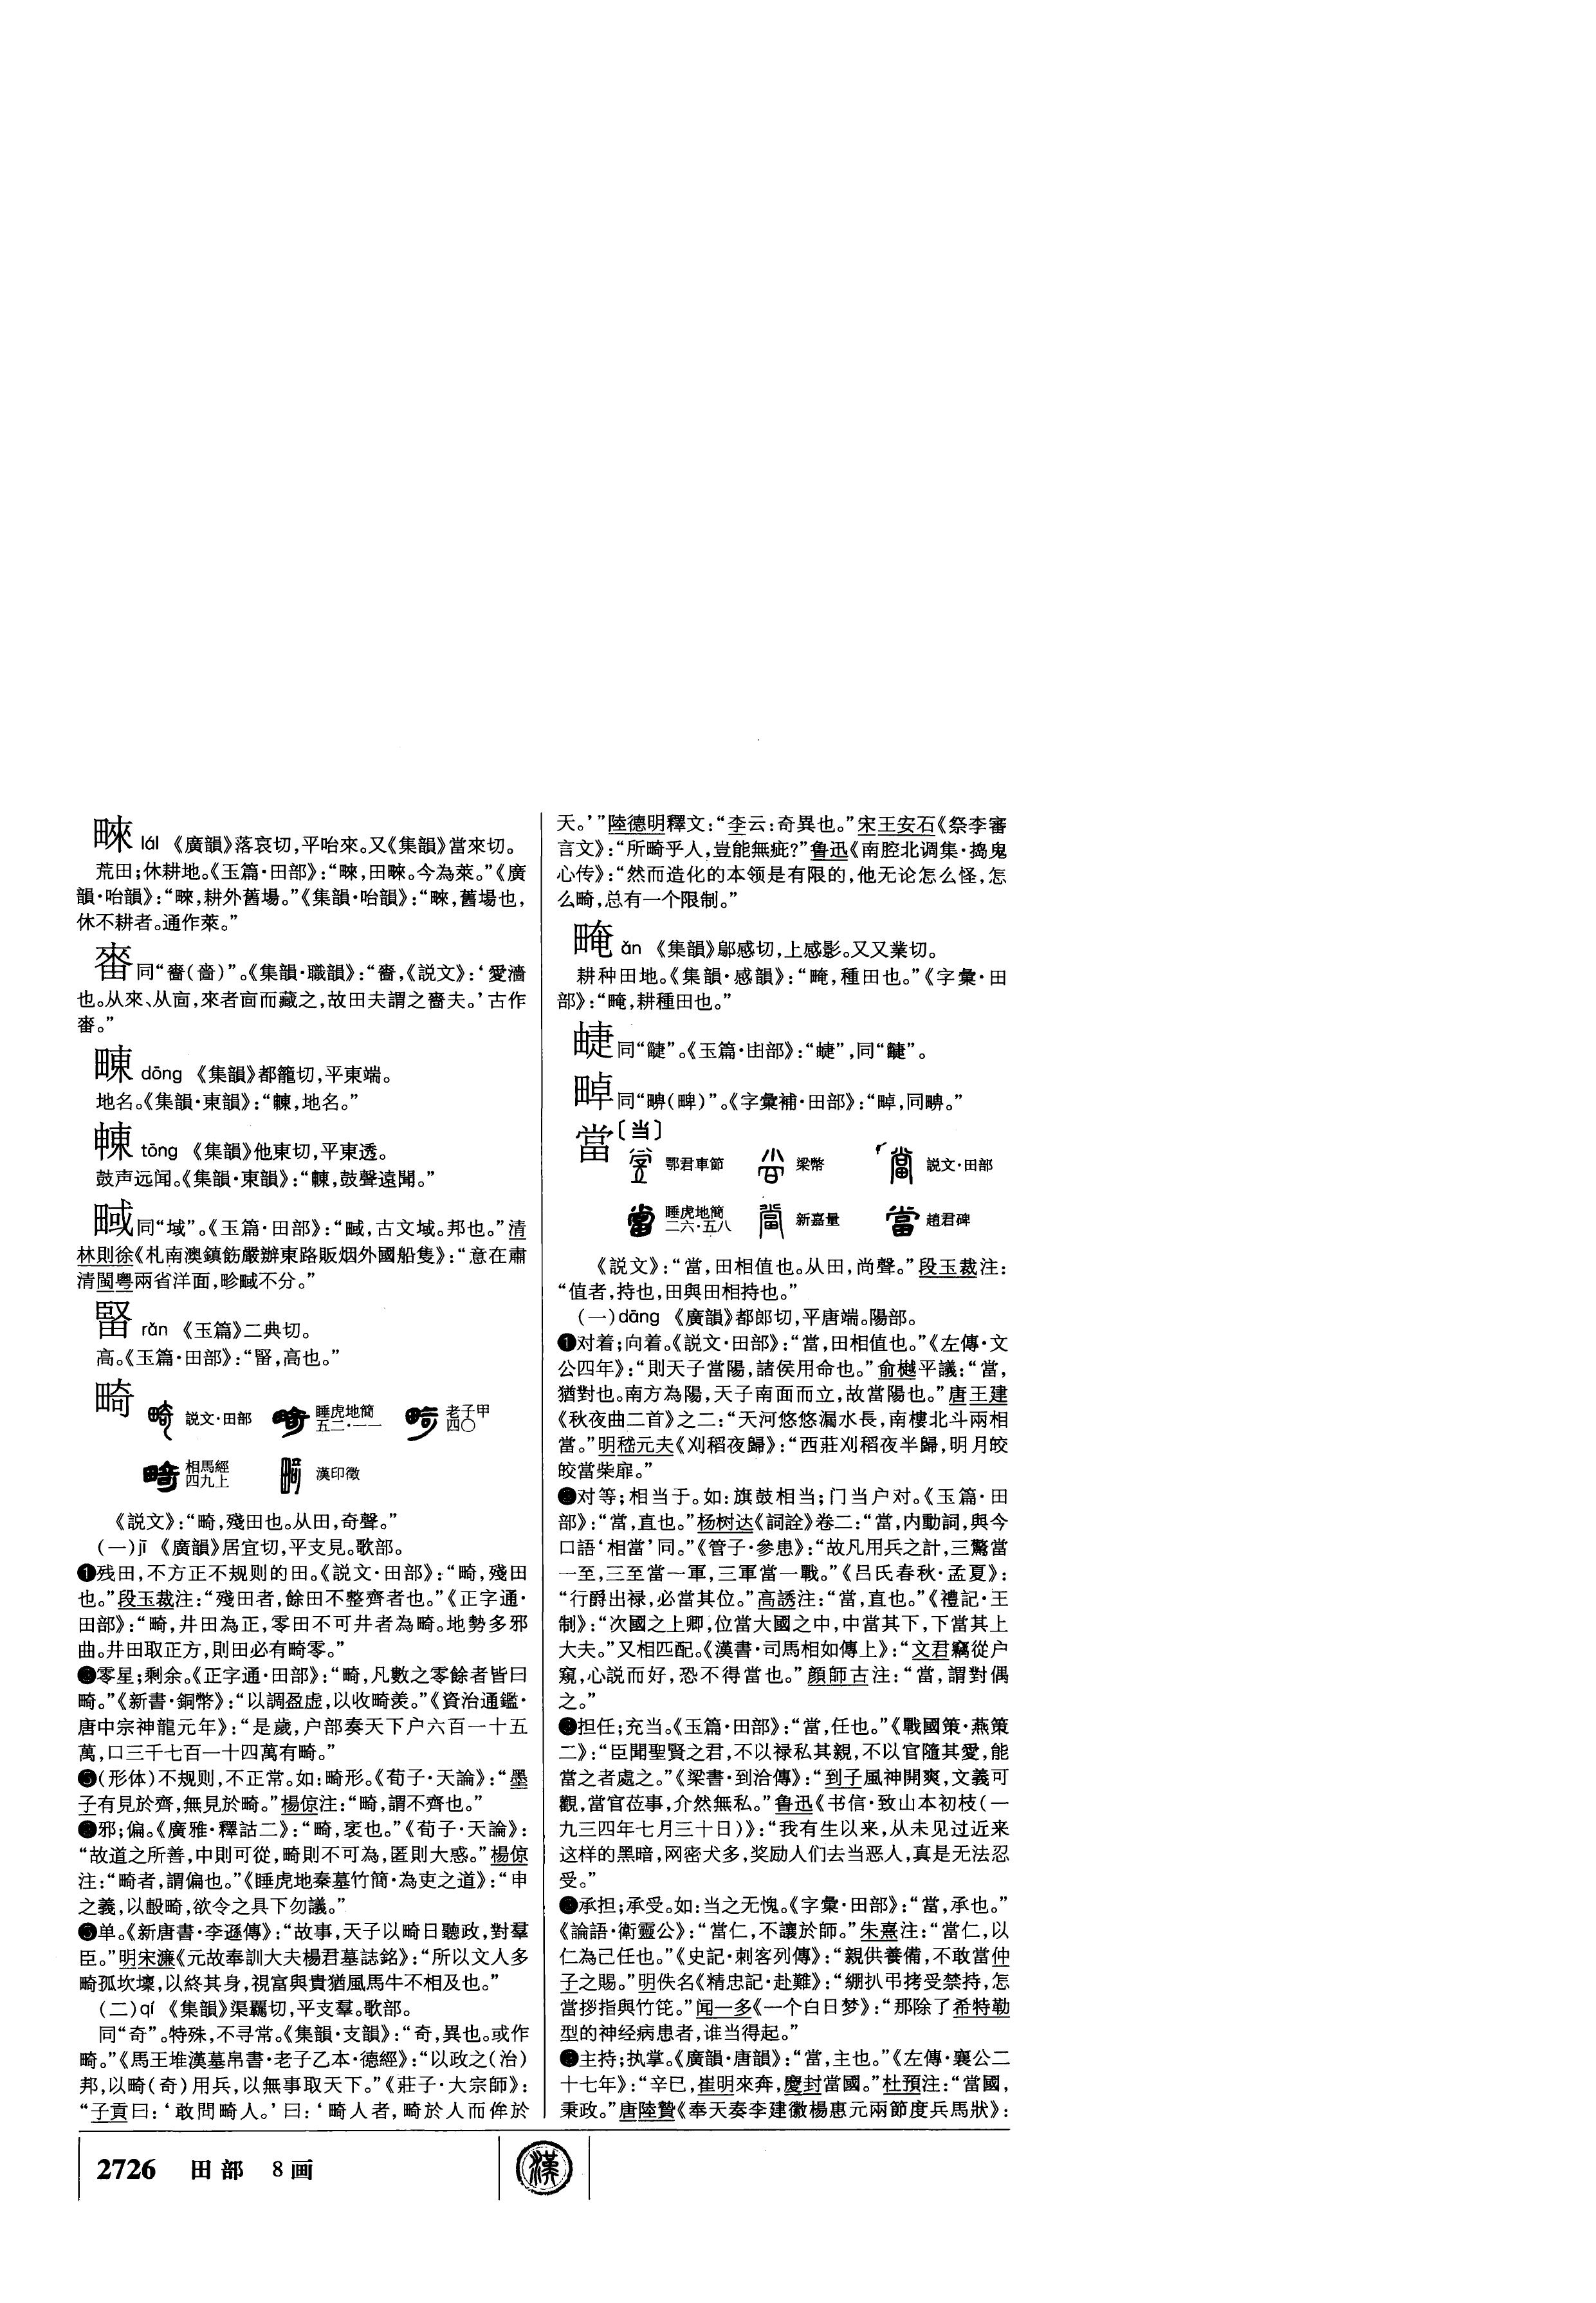 䅘 lái 《廣韻》落哀切,平咍來。又《集韻》當來切。
荒田;休耕地。《玉篇·田部》:“ ,田 。今為萊。”《廣
韻·咍韻》:“ ,耕外舊場。”《集韻·咍韻》:“ ,舊場也,
休不耕者。通作萊。”
畬同“嗇(啬)”。《集韻·職韻》:“嗇,《説文》:‘愛濇
也。从來、从㐭,來者㐭而藏之,故田夫謂之嗇夫。’古作
。”
dōng 《集韻》都籠切,平東端。
地名。《集韻·東韻》:“ ,地名。”
tōng 《集韻》他東切,平東透。
鼓声远闻。《集韻·東韻》:“ ,鼓聲遠聞。”
㽣同“域”。《玉篇·田部》:“㽣,古文域。邦也。”清
林則徐《札南澳鎮飭嚴辦東路販烟外國船隻》:“意在肅
清閩粤兩省洋面,畛㽣不分。”
rǎn 《玉篇》二典切。
高。《玉篇·田部》:“ ,高也。”
畸 説文·田部 睡虎地簡 五二·一一 老子甲 四〇
相馬經 四九上 漢印徵
《説文》:“畸,殘田也。从田,奇聲。”
(一)jī 《廣韻》居宜切,平支見。歌部。
❶残田,不方正不规则的田。《説文·田部》:“畸,殘田
也。”段玉裁注:“殘田者,餘田不整齊者也。”《正字通·
田部》:“畸,井田為正,零田不可井者為畸。地勢多邪
曲。井田取正方,則田必有畸零。”
❷零星;剩余。《正字通·田部》:“畸,凡數之零餘者皆曰
畸。”《新書·銅幣》:“以調盈虚,以收畸羡。”《資治通鑑·
唐中宗神龍元年》:“是歲,户部奏天下户六百一十五
萬,口三千七百一十四萬有畸。”
❸(形体)不规则,不正常。如:畸形。《荀子·天論》:“墨
子有見於齊,無見於畸。”楊倞注:“畸,謂不齊也。”
❹邪;偏。《廣雅·釋詁二》:“畸,衺也。”《荀子·天論》:
“故道之所善,中則可從,畸則不可為,匿則大惑。”楊倞
注:“畸者,謂偏也。”《睡虎地秦墓竹簡·為吏之道》:“申
之義,以毄畸,欲令之具下勿議。”
❺单。《新唐書·李遜傳》:“故事,天子以畸日聽政,對羣
臣。”明宋濂《元故奉訓大夫楊君墓誌銘》:“所以文人多
畸孤坎壈,以終其身,視富與貴猶風馬牛不相及也。”
(二)qí 《集韻》渠羈切,平支羣。歌部。
同“奇”。特殊,不寻常。《集韻·支韻》:“奇,異也。或作
畸。”《馬王堆漢墓帛書·老子乙本·德經》:“以政之(治)
邦,以畸(奇)用兵,以無事取天下。”《莊子·大宗師》:
“子貢曰:‘敢問畸人。’曰:‘畸人者,畸於人而侔於
天。’”陸德明釋文:“李云:奇異也。”宋王安石《祭李審
言文》:“所畸乎人,豈能無疵?”鲁迅《南腔北调集·捣鬼
心传》:“然而造化的本领是有限的,他无论怎么怪,怎
么畸,总有一个限制。”
䣍 ǎn 《集韻》鄔感切,上感影。又又業切。
耕种田地。《集韻·感韻》:“ ,種田也。”《字彙·田
部》:“ ,耕種田也。”
同“ ”。《玉篇·甾部》:“ ”,同“ ”。
同“ (畤)”。《字彙補·田部》:“ ,同 。”
當〔当〕
鄂君車節 梁幣 説文·田部
睡虎地簡 二六·五八 新嘉量 趙君碑
《説文》:“當,田相值也。从田,尚聲。”段玉裁注:
“值者,持也,田與田相持也。”
(一)dāng 《廣韻》都郎切,平唐端。陽部。
❶对着;向着。《説文·田部》:“當,田相值也。”《左傳·文
公四年》:“則天子當陽,諸侯用命也。”俞樾平議:“當,
猶對也。南方為陽,天子南面而立,故當陽也。”唐王建
《秋夜曲二首》之二:“天河悠悠漏水長,南樓北斗兩相
當。”明嵇元夫《刈稻夜歸》:“西莊刈稻夜半歸,明月皎
皎當柴扉。”
❷对等;相当于。如:旗鼓相当;门当户对。《玉篇·田
部》:“當,直也。”杨树达《詞詮》卷二:“當,内動詞,與今
口語‘相當’同。”《管子·參患》:“故凡用兵之計,三驚當
一至,三至當一軍,三軍當一戰。”《吕氏春秋·孟夏》:
“行爵出禄,必當其位。”高誘注:“當,直也。”《禮記·王
制》:“次國之上卿,位當大國之中,中當其下,下當其上
大夫。”又相匹配。《漢書·司馬相如傳上》:“文君竊從户
窺,心説而好,恐不得當也。”顔師古注:“當,謂對偶
之。”
❸担任;充当。《玉篇·田部》:“當,任也。”《戰國策·燕策
二》:“臣聞聖賢之君,不以禄私其親,不以官隨其愛,能
當之者處之。”《梁書·到洽傳》:“到子風神開爽,文義可
觀,當官莅事,介然無私。”鲁迅《书信·致山本初枝(一
九三四年七月三十日)》:“我有生以来,从未见过近来
这样的黑暗,网密犬多,奖励人们去当恶人,真是无法忍
受。”
❹承担;承受。如:当之无愧。《字彙·田部》:“當,承也。”
《論語·衛靈公》:“當仁,不讓於師。”朱熹注:“當仁,以
仁為己任也。”《史記·刺客列傳》:“親供養備,不敢當仲
子之賜。”明佚名《精忠記·赴難》:“綳扒弔拷受禁持,怎
當拶指與竹箆。”闻一多《一个白日梦》:“那除了希特勒
型的神经病患者,谁当得起。”
❺主持;执掌。《廣韻·唐韻》:“當,主也。”《左傳·襄公二
十七年》:“辛巳,崔明來奔,慶封當國。”杜預注:“當國,
秉政。”唐陸贄《奉天奏李建徽楊惠元兩節度兵馬狀》:
2726 田部 8画
漢